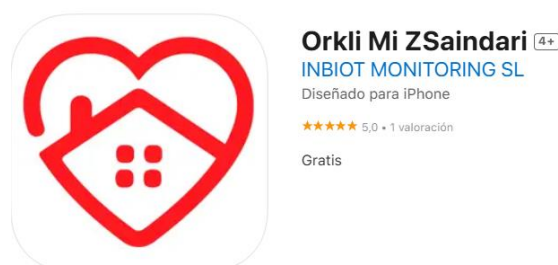 Orkli Mi ZSaindari 4+
INBIOT MONITORING SL
Diseñado para iPhone
★★★★★ 5,0 • 1 valoración
Gratis